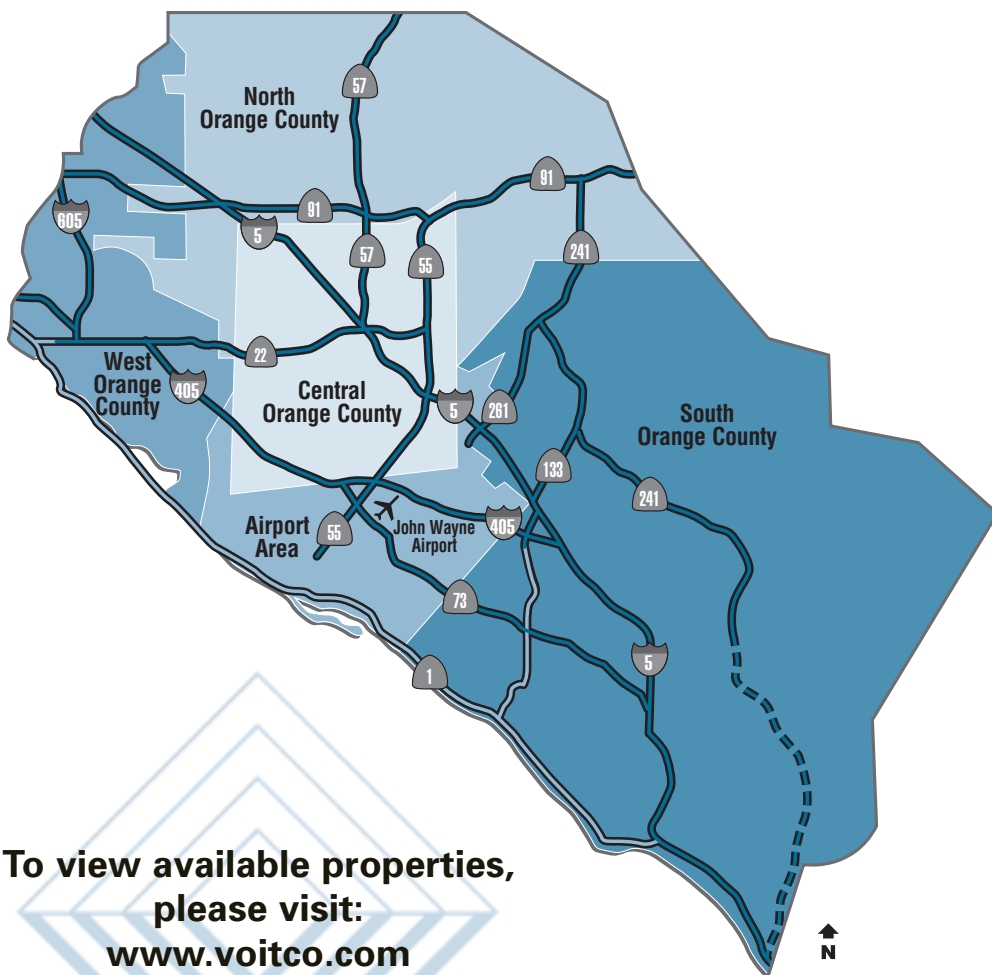 57
North
Orange County
91
91
605
5
57
55
241
22
West
Orange
County
405
Central
Orange County
5
261
South
Orange County
133
241
Airport
Area
55
John Wayne
Airport
405
73
5
1
To view available properties,
please visit:
www.voitco.com
N